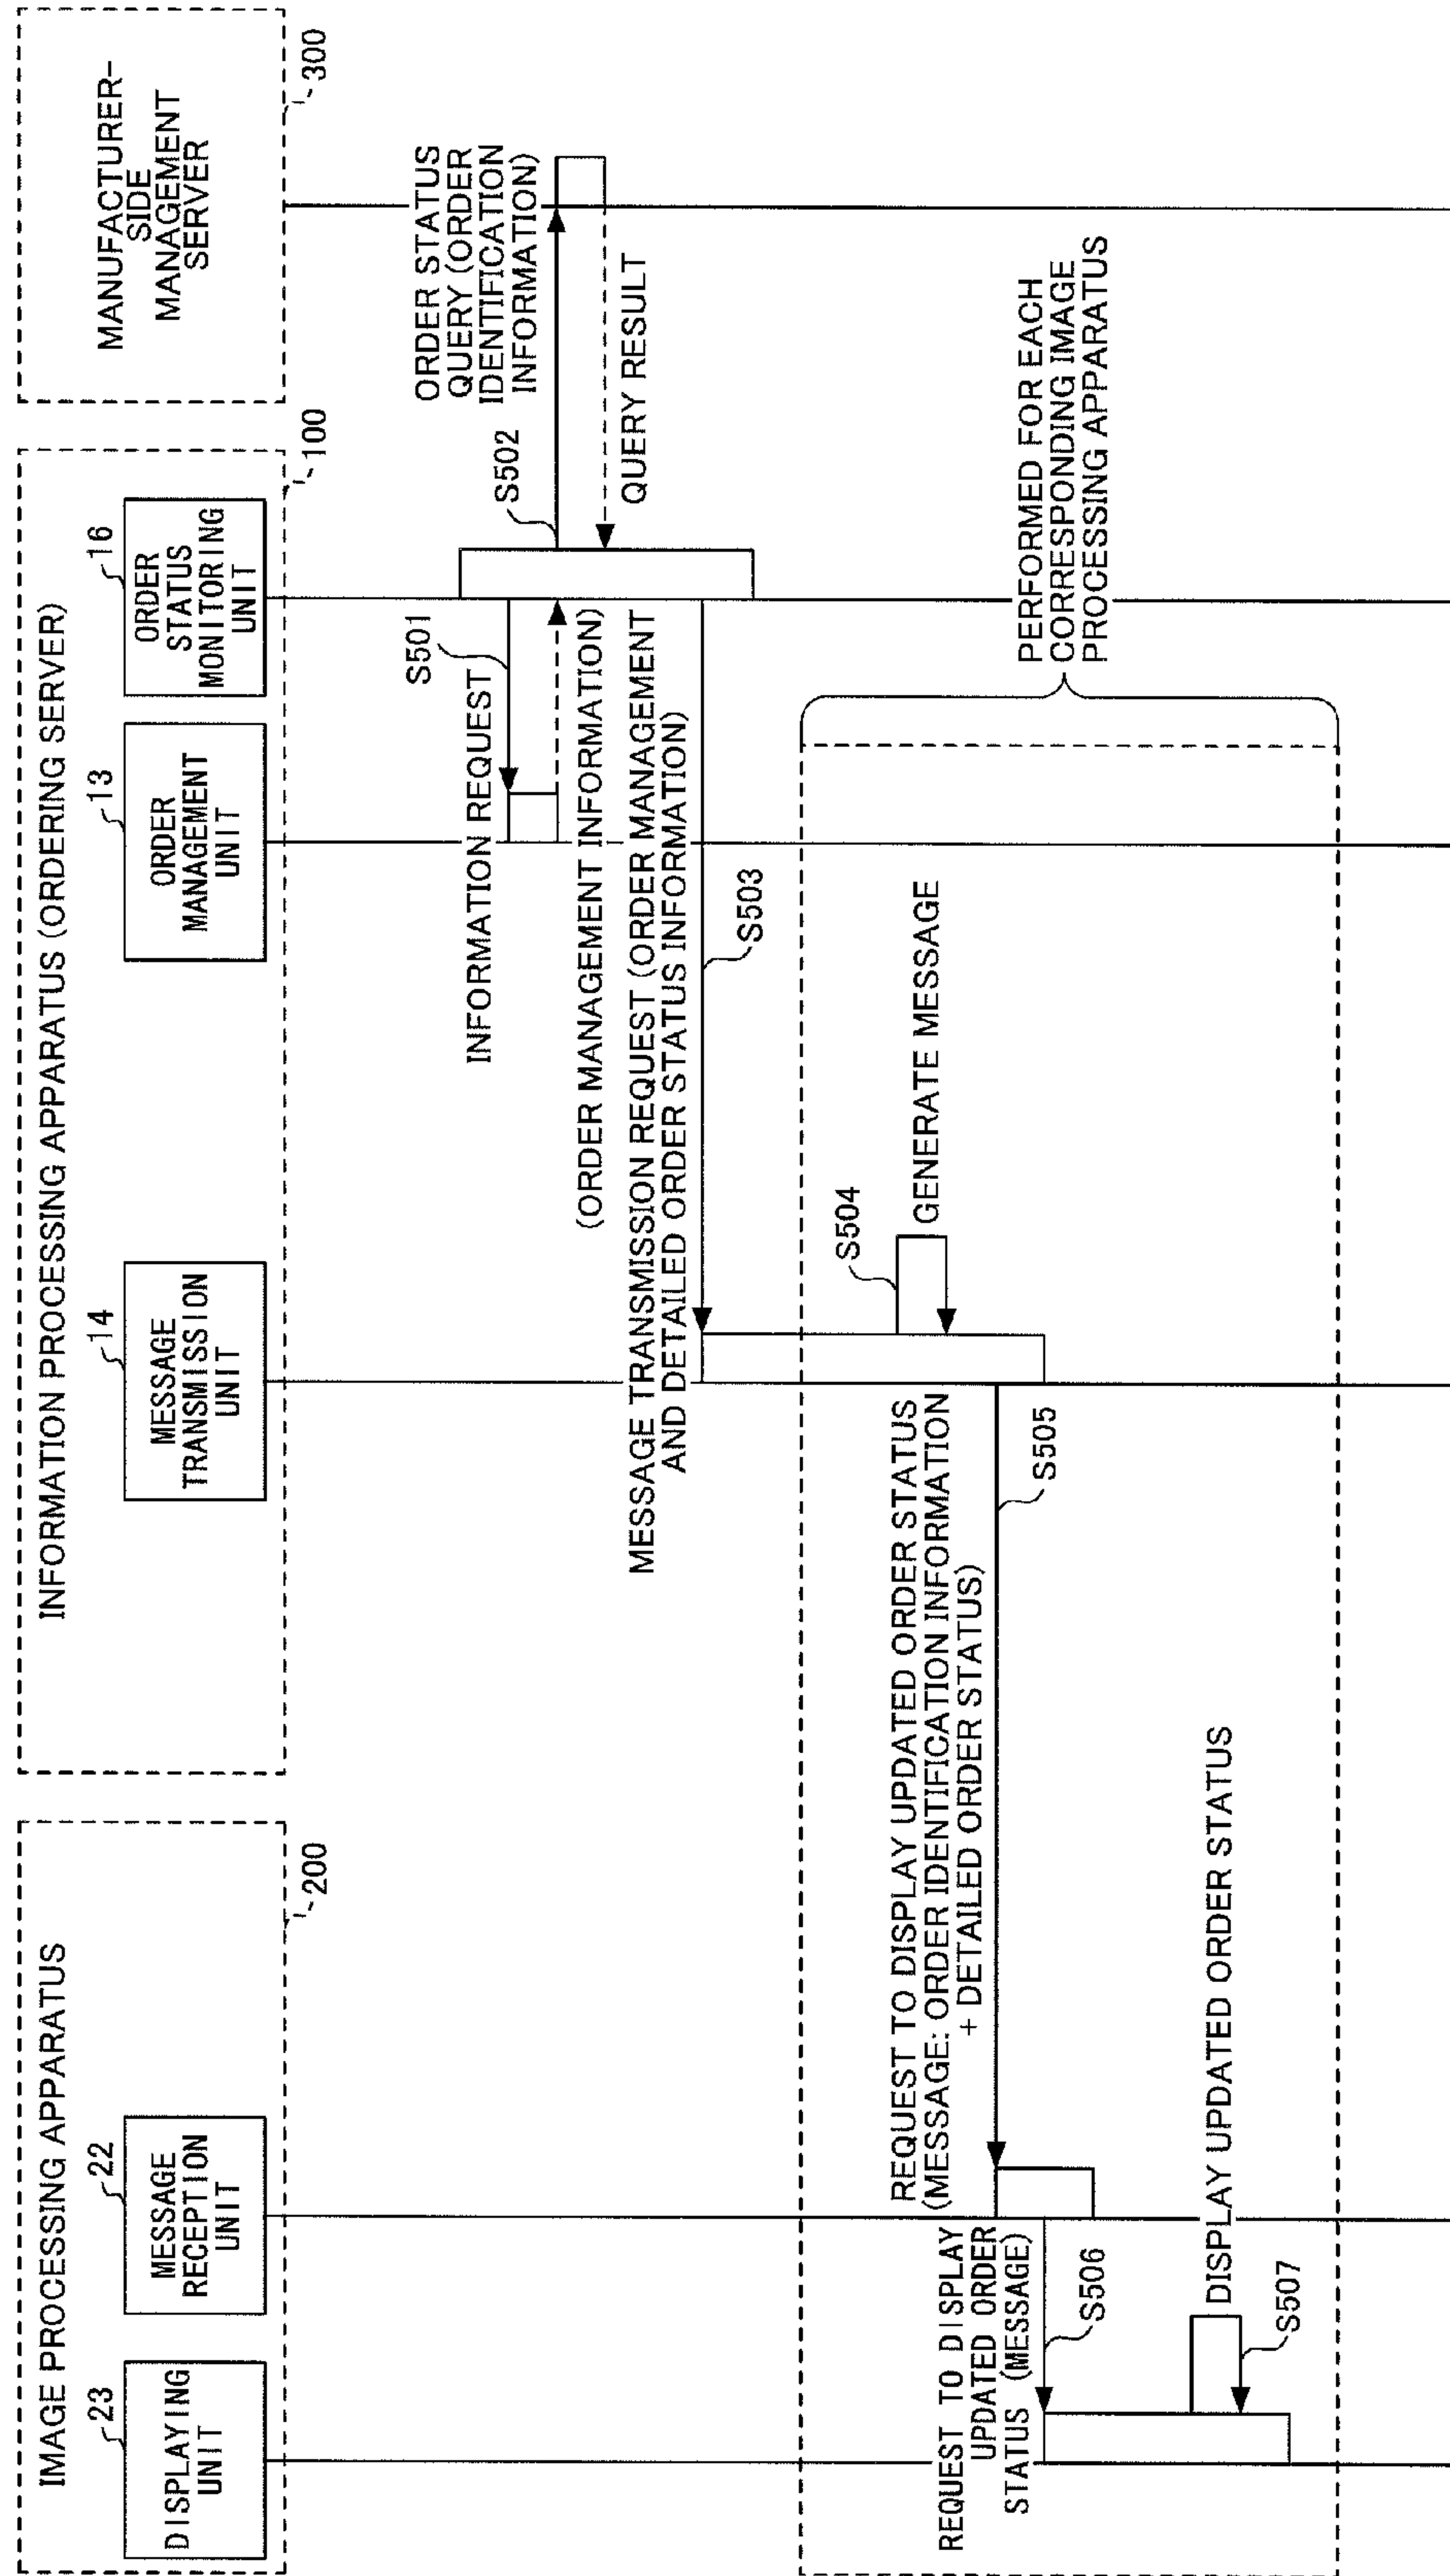 IMAGE PROCESSING APPARATUS
23
DISPLAYING
UNIT
22
MESSAGE
RECEPTION
UNIT
200
INFORMATION PROCESSING APPARATUS (ORDERING SERVER)
14
MESSAGE
TRANSMISSION
UNIT
13
ORDER
MANAGEMENT
UNIT
16
ORDER
STATUS
MONITORING
UNIT
100
MANUFACTURER-
SIDE
MANAGEMENT
SERVER
300
S501
INFORMATION REQUEST
(ORDER MANAGEMENT INFORMATION)
S502
ORDER STATUS
QUERY (ORDER
IDENTIFICATION
INFORMATION)
QUERY RESULT
MESSAGE TRANSMISSION REQUEST (ORDER MANAGEMENT
AND DETAILED ORDER STATUS INFORMATION)
S503
S504
GENERATE MESSAGE
PERFORMED FOR EACH
CORRESPONDING IMAGE
PROCESSING APPARATUS
REQUEST TO DISPLAY UPDATED ORDER STATUS
(MESSAGE: ORDER IDENTIFICATION INFORMATION
+ DETAILED ORDER STATUS)
S505
REQUEST TO DISPLAY
UPDATED ORDER
STATUS (MESSAGE)
S506
DISPLAY UPDATED ORDER STATUS
S507